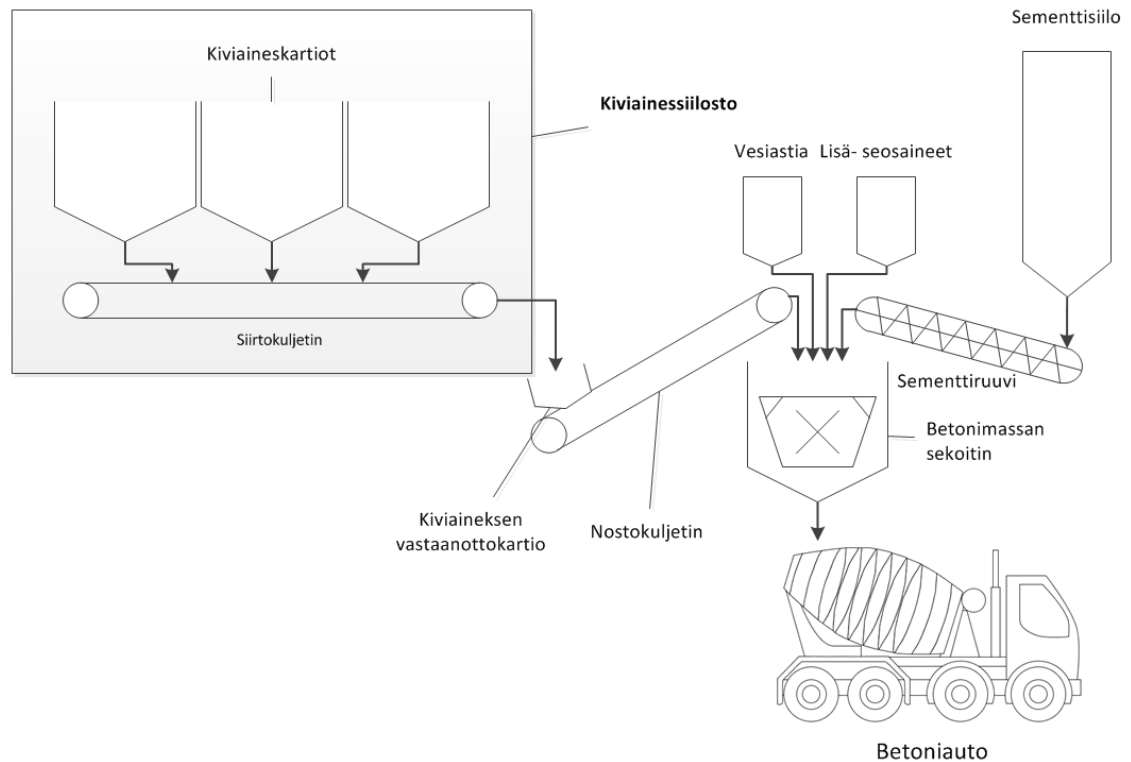 Sementtisiilo
Kiviaineskartiot
Kiviainessiilosto
Vesiastia
Lisä- seosaineet
Siirtokuljetin
Sementtiruuvi
Betonimassan
sekoitin
Kiviaineksen
vastaanottokartio
Nostokuljetin
Betoniauto